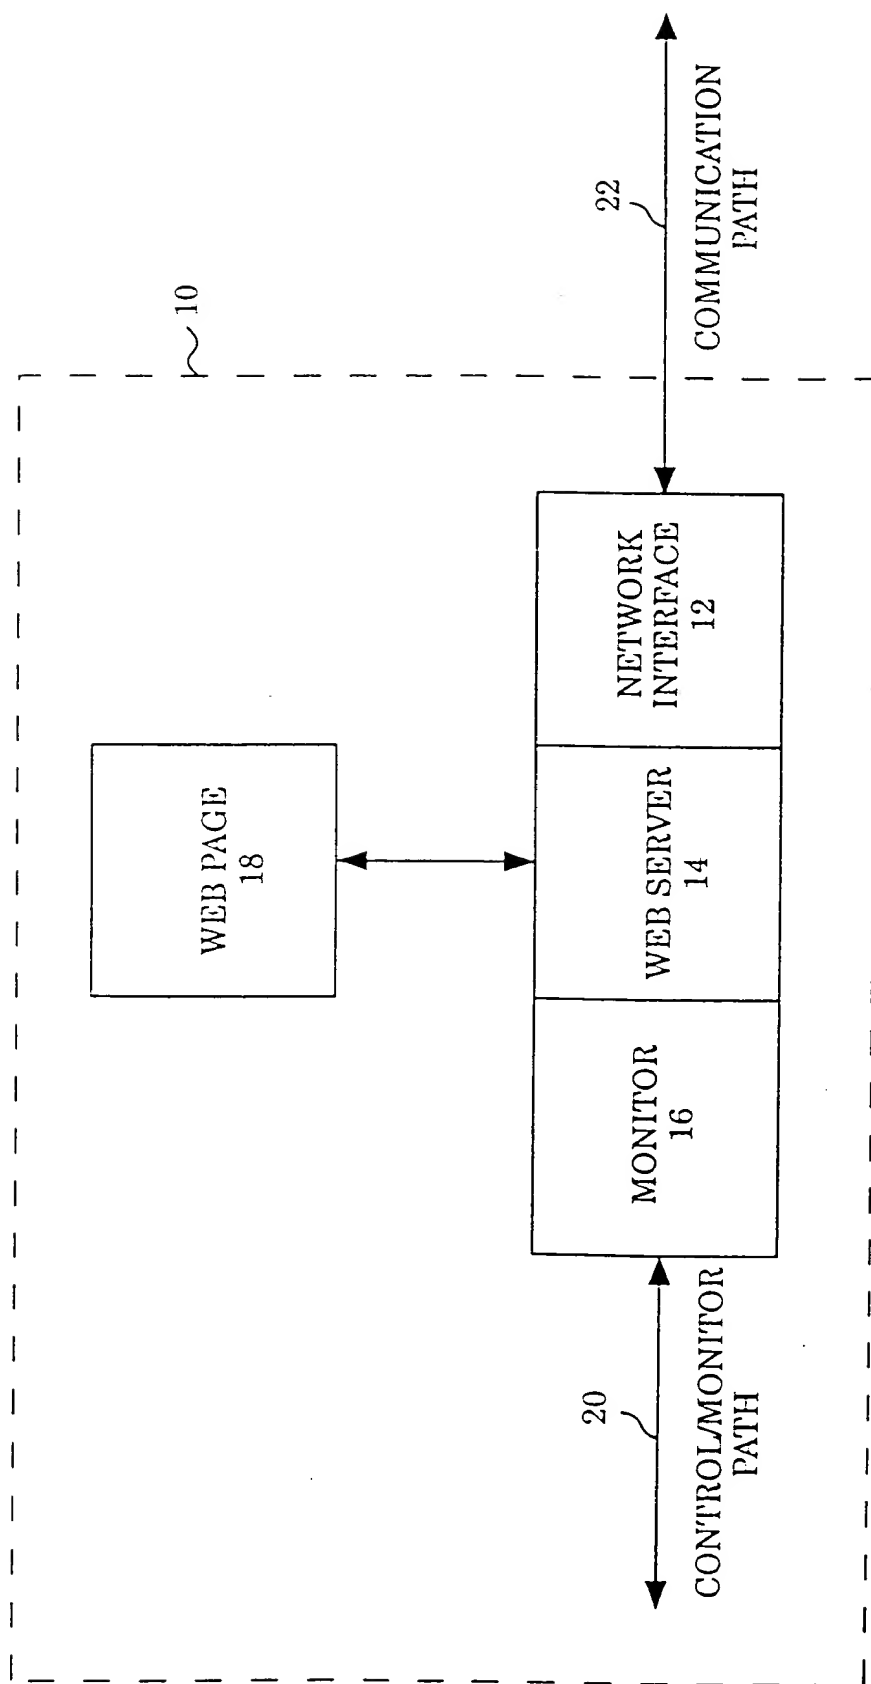 10
WEB PAGE
18
MONITOR
16
WEB SERVER
14
NETWORK
INTERFACE
12
20
CONTROL/MONITOR
PATH
22
COMMUNICATION
PATH